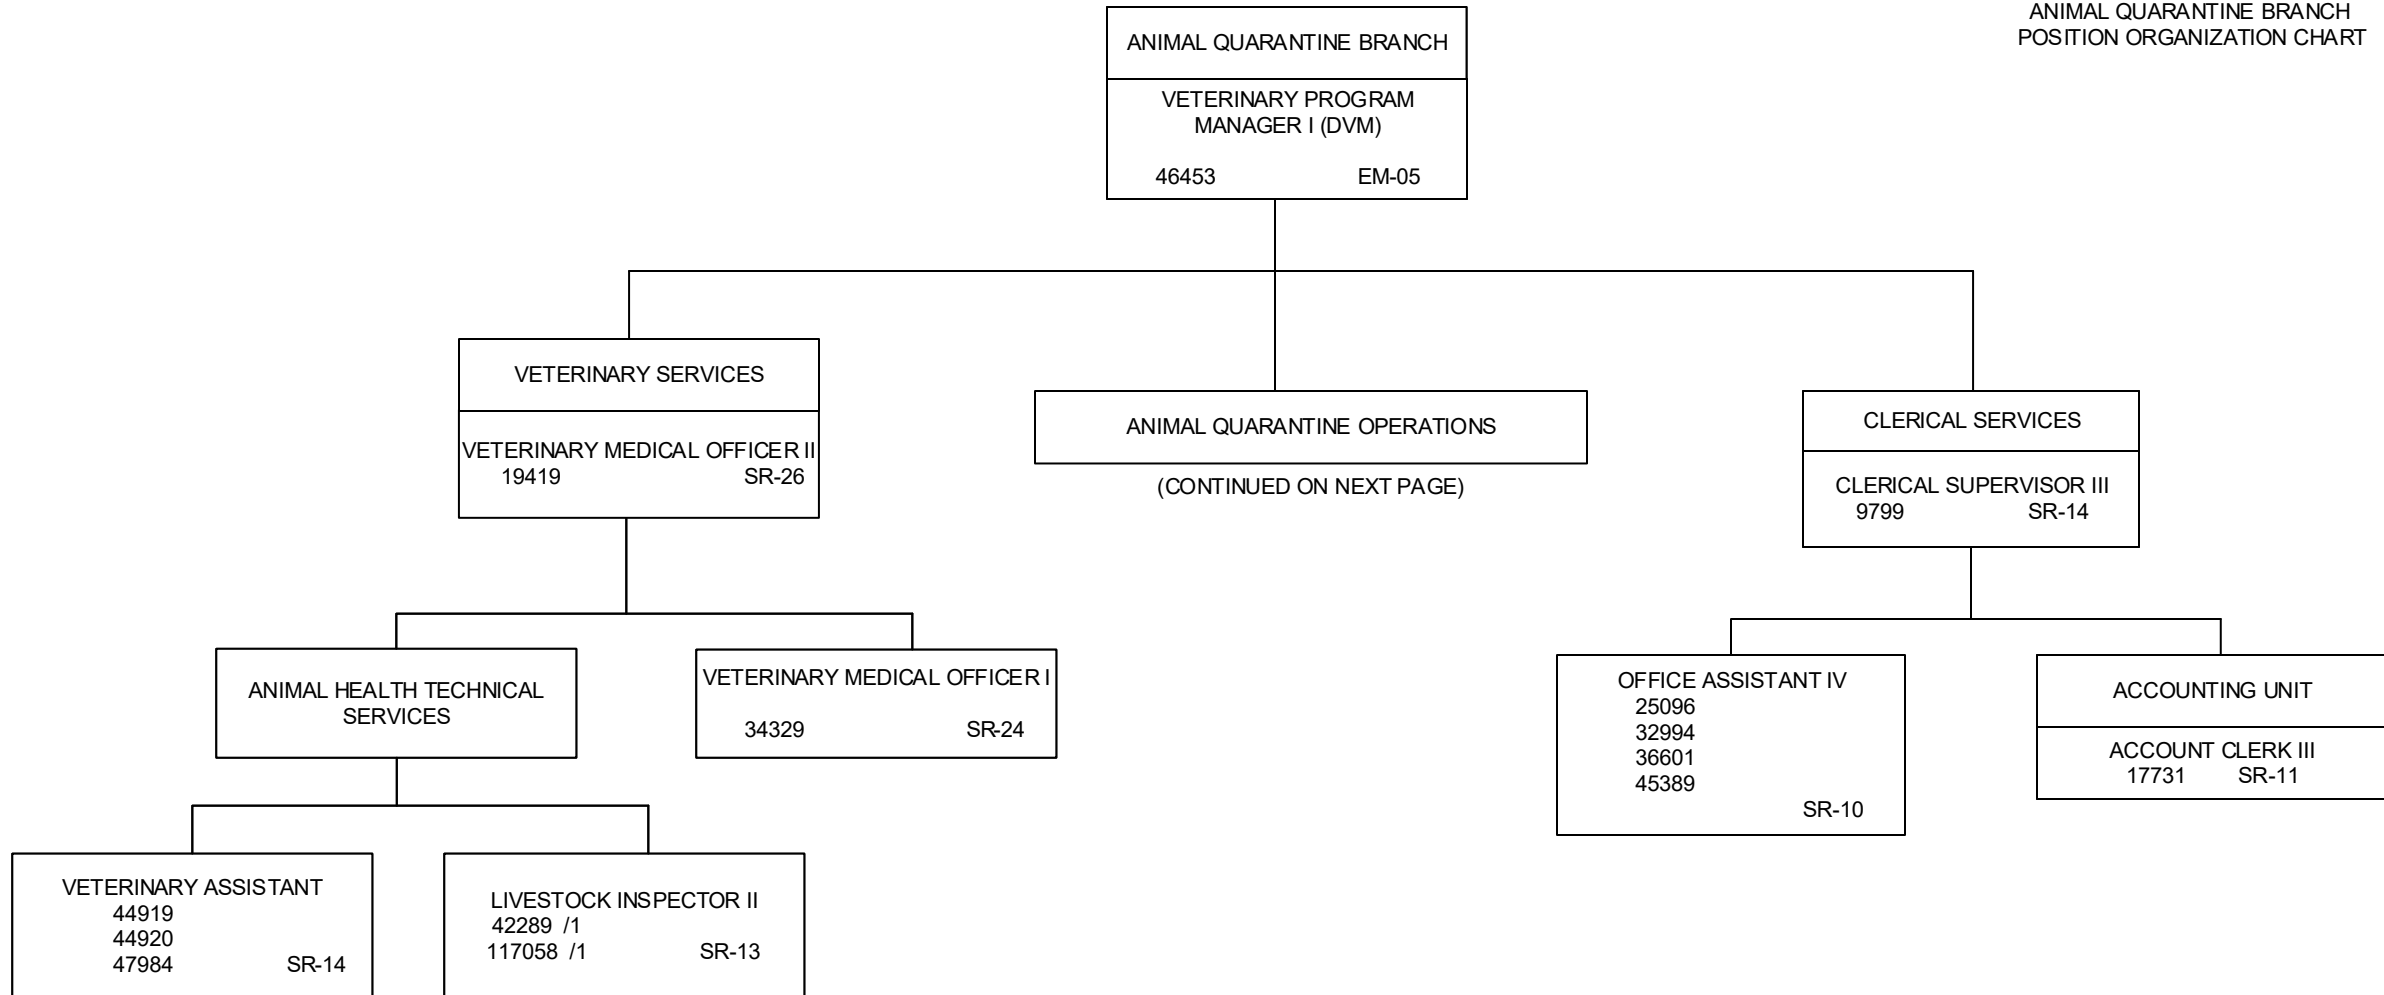 ANIMAL QUARANTINE BRANCH
POSITION ORGANIZATION CHART
ANIMAL QUARANTINE BRANCH
VETERINARY PROGRAM
MANAGER I (DVM)
46453 EM-05
VETERINARY SERVICES
VETERINARY MEDICAL OFFICER II
19419 SR-26
ANIMAL QUARANTINE OPERATIONS
(CONTINUED ON NEXT PAGE)
CLERICAL SERVICES
CLERICAL SUPERVISOR III
9799 SR-14
ANIMAL HEALTH TECHNICAL
SERVICES
VETERINARY MEDICAL OFFICER I
34329 SR-24
OFFICE ASSISTANT IV
25096
32994
36601
45389
SR-10
ACCOUNTING UNIT
ACCOUNT CLERK III
17731 SR-11
VETERINARY ASSISTANT
44919
44920
47984 SR-14
LIVESTOCK INSPECTOR II
42289 /1
117058 /1 SR-13